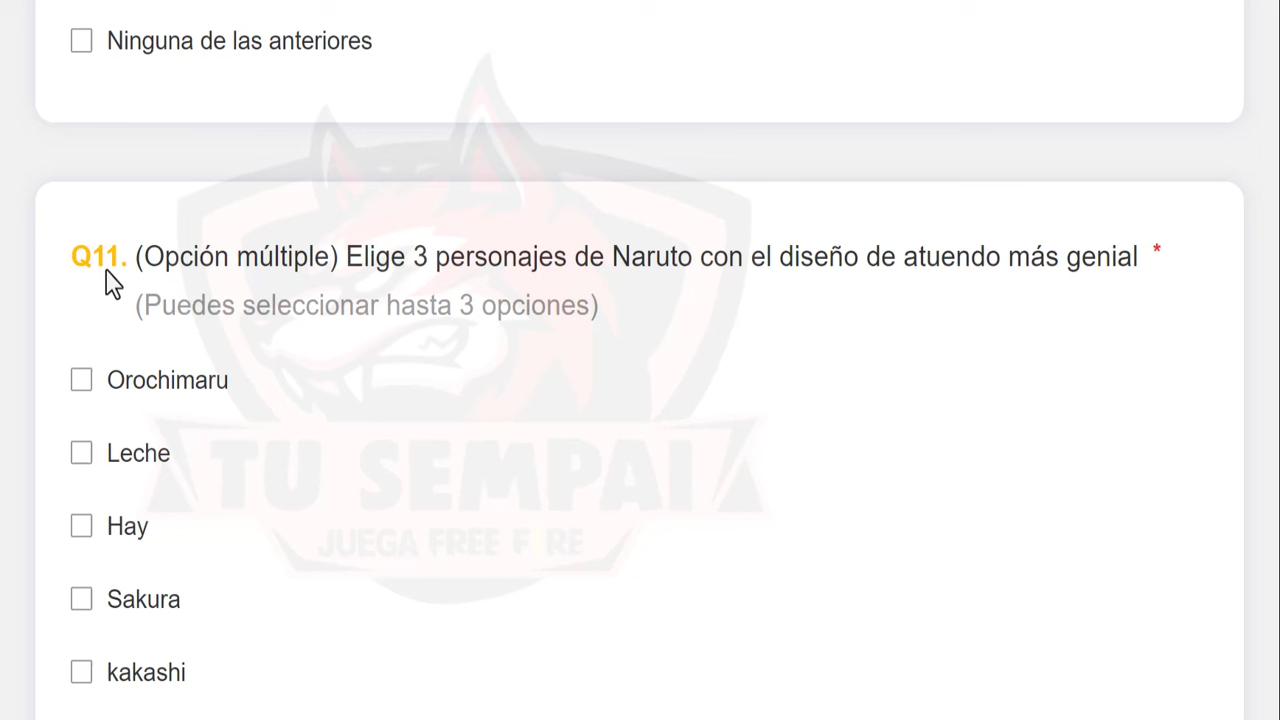 Ninguna de las anteriores
Q11. (Opción múltiple) Elige 3 personajes de Naruto con el diseño de atuendo más genial *
(Puedes seleccionar hasta 3 opciones)
Orochimaru
Leche
Hay
Sakura
kakashi
TU SEMPAI
JUEGA FREE FIRE